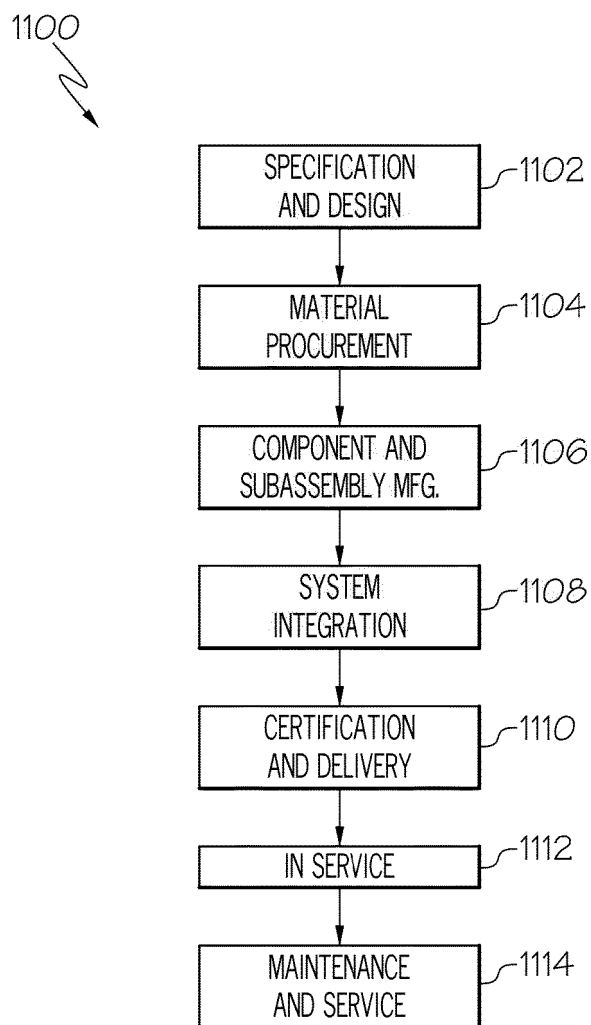 1100
SPECIFICATION
AND DESIGN
1102
MATERIAL
PROCUREMENT
1104
COMPONENT AND
SUBASSEMBLY MFG.
1106
SYSTEM
INTEGRATION
1108
CERTIFICATION
AND DELIVERY
1110
IN SERVICE
1112
MAINTENANCE
AND SERVICE
1114